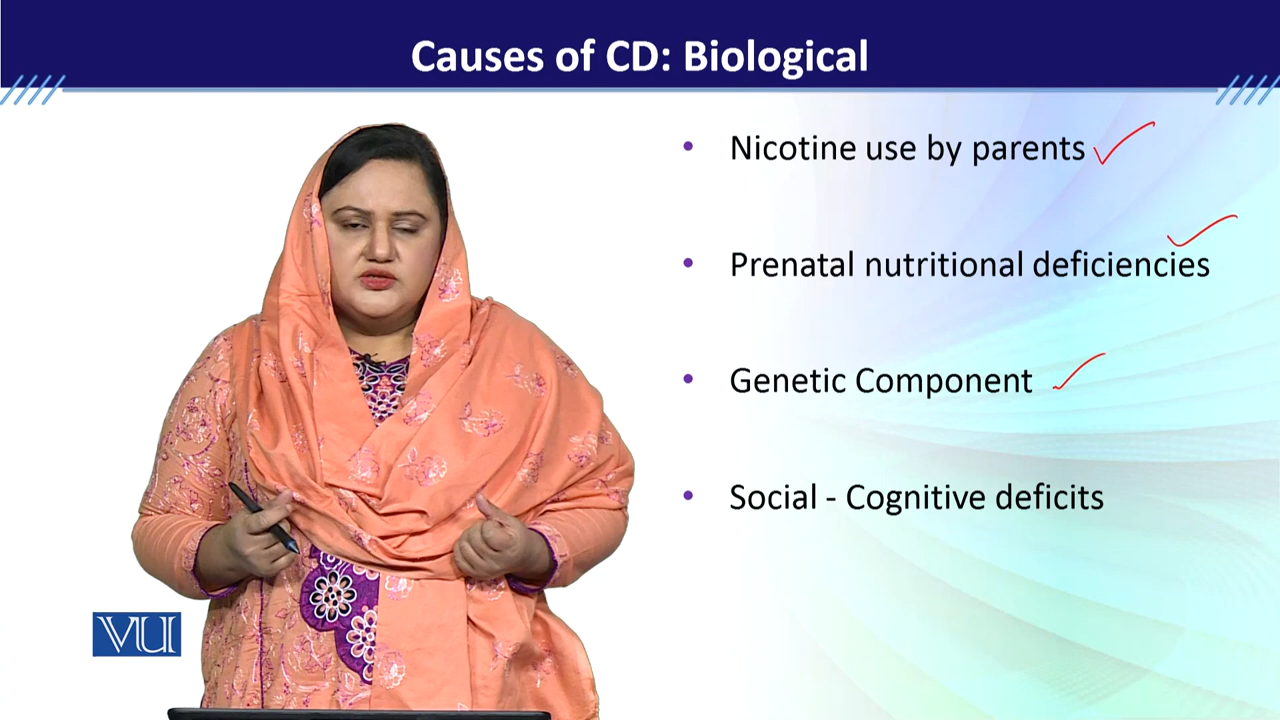 Causes of CD: Biological
• Nicotine use by parents
• Prenatal nutritional deficiencies
• Genetic Component
• Social - Cognitive deficits
VU